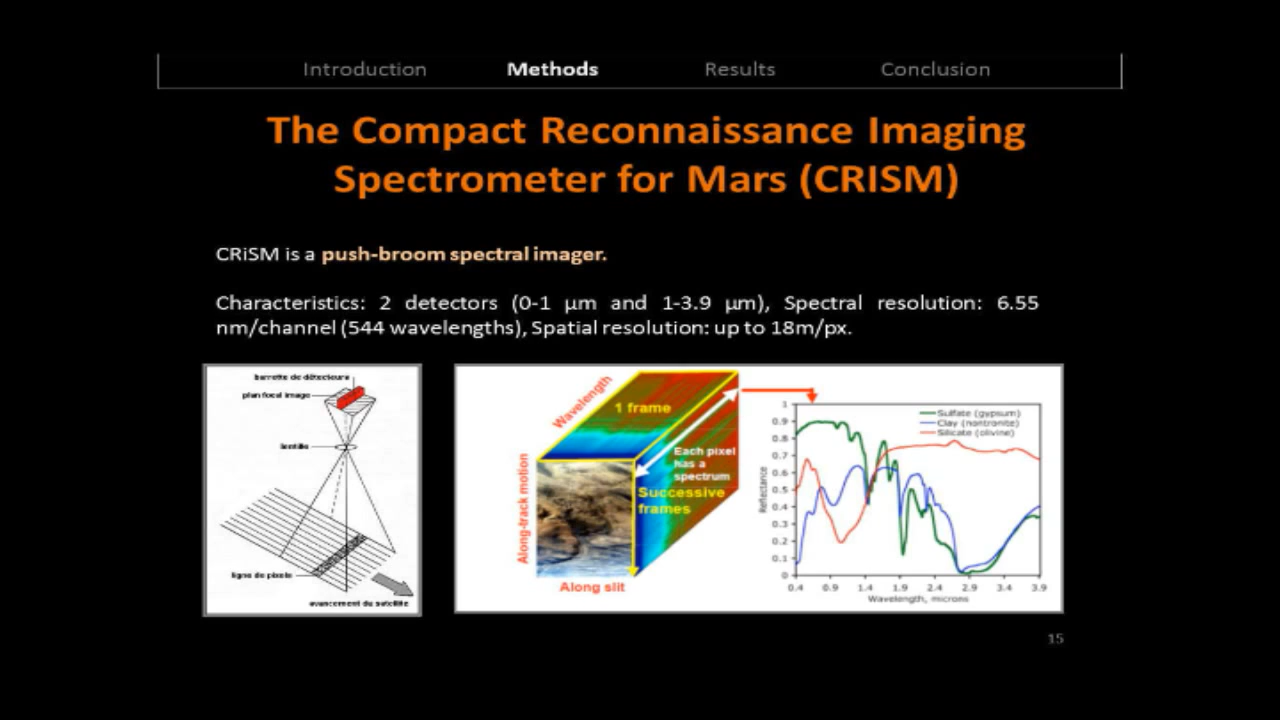 Introduction Methods Results Conclusion
The Compact Reconnaissance Imaging
Spectrometer for Mars (CRISM)
CRiSM is a push-broom spectral imager.
Characteristics: 2 detectors (0-1 µm and 1-3.9 µm), Spectral resolution: 6.55
nm/channel (544 wavelengths), Spatial resolution: up to 18m/px.
barrette de détecteurs
plan focal image
lentille
ligne de pixels
avancement du satellite
Wavelength
1 frame
Each pixel
has a
spectrum
Successive
frames
Along-track motion
Along slit
Sulfate (gypsum)
Clay (nontronite)
Silicate (olivine)
Reflectance
1
0.9
0.8
0.7
0.6
0.5
0.4
0.3
0.2
0.1
0
0.4 0.9 1.4 1.9 2.4 2.9 3.4 3.9
Wavelength, microns
15